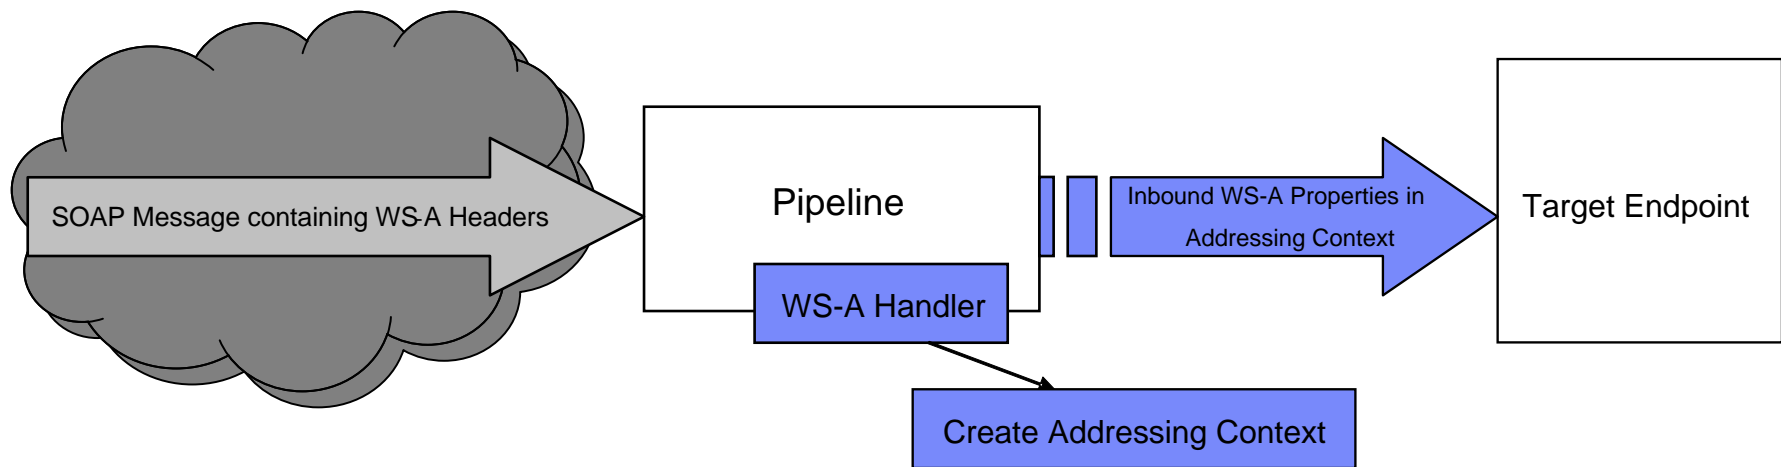 SOAP Message containing WS-A Headers
Pipeline
WS-A Handler
Create Addressing Context
Inbound WS-A Properties in
Addressing Context
Target Endpoint